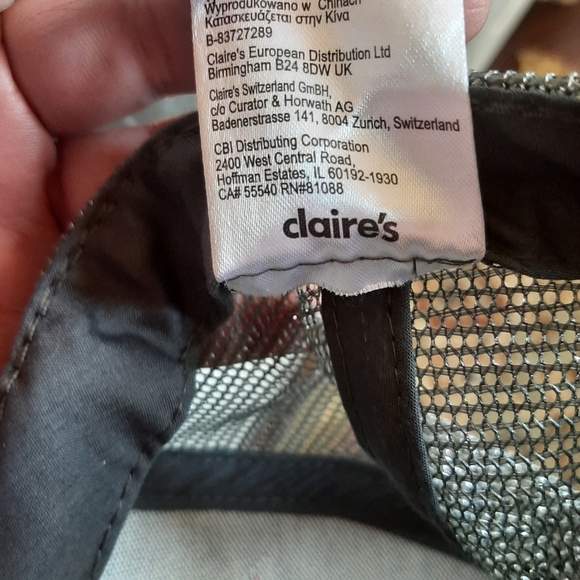 Wyprodukowano w Chinach
Κατασκευάζεται στην Κίνα
B-83727289
Claire's European Distribution Ltd
Birmingham B24 8DW UK
Claire's Switzerland GmBH,
c/o Curator & Horwath AG
Badenerstrasse 141, 8004 Zurich, Switzerland
CBI Distributing Corporation
2400 West Central Road,
Hoffman Estates, IL 60192-1930
CA# 55540 RN#81088
claire's